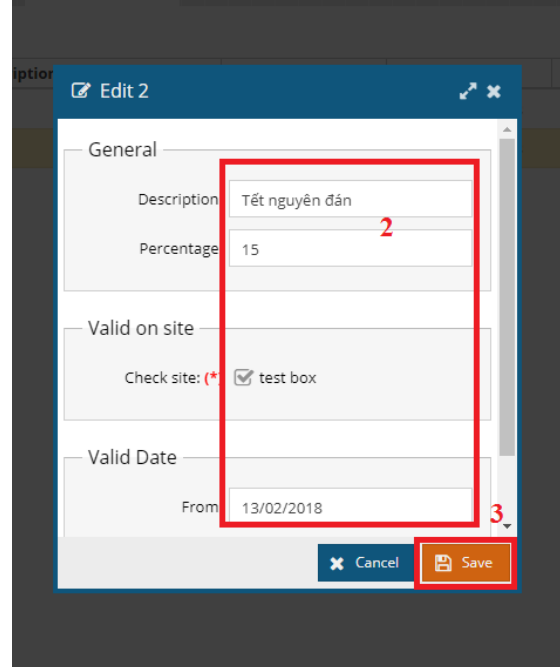 iption
Edit 2
General
Description Tết nguyên đán
2
Percentage 15
Valid on site
Check site: (*) test box
Valid Date
From 13/02/2018
3
Cancel Save